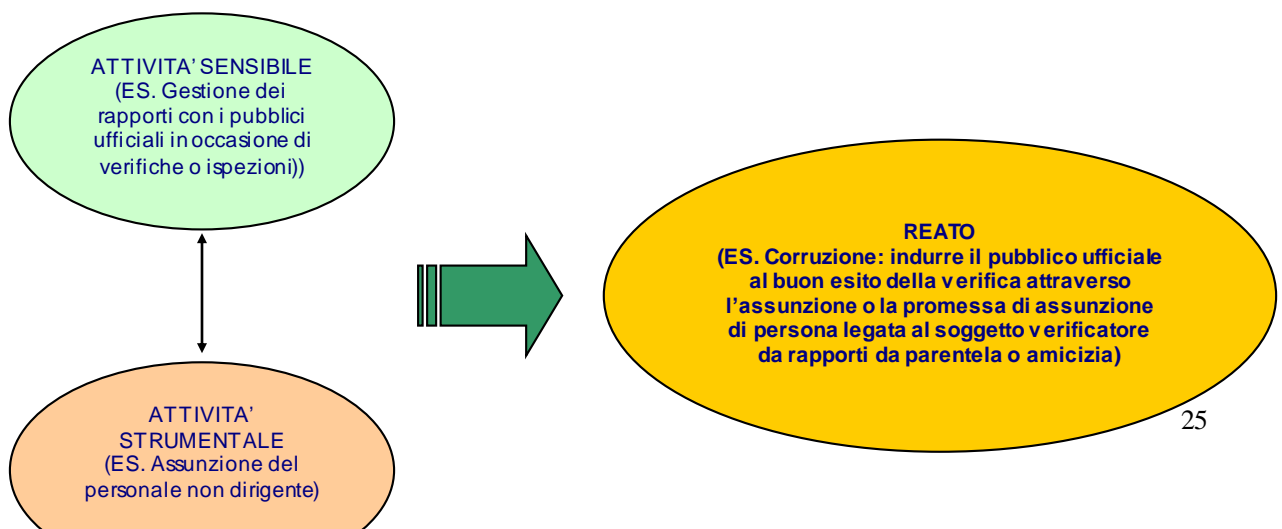 ATTIVITA' SENSIBILE
(ES. Gestione dei
rapporti con i pubblici
ufficiali in occasione di
verifiche o ispezioni))
REATO
(ES. Corruzione: indurre il pubblico ufficiale
al buon esito della verifica attraverso
l'assunzione o la promessa di assunzione
di persona legata al soggetto verificatore
da rapporti da parentela o amicizia)
25
ATTIVITA'
STRUMENTALE
(ES. Assunzione del
personale non dirigente)